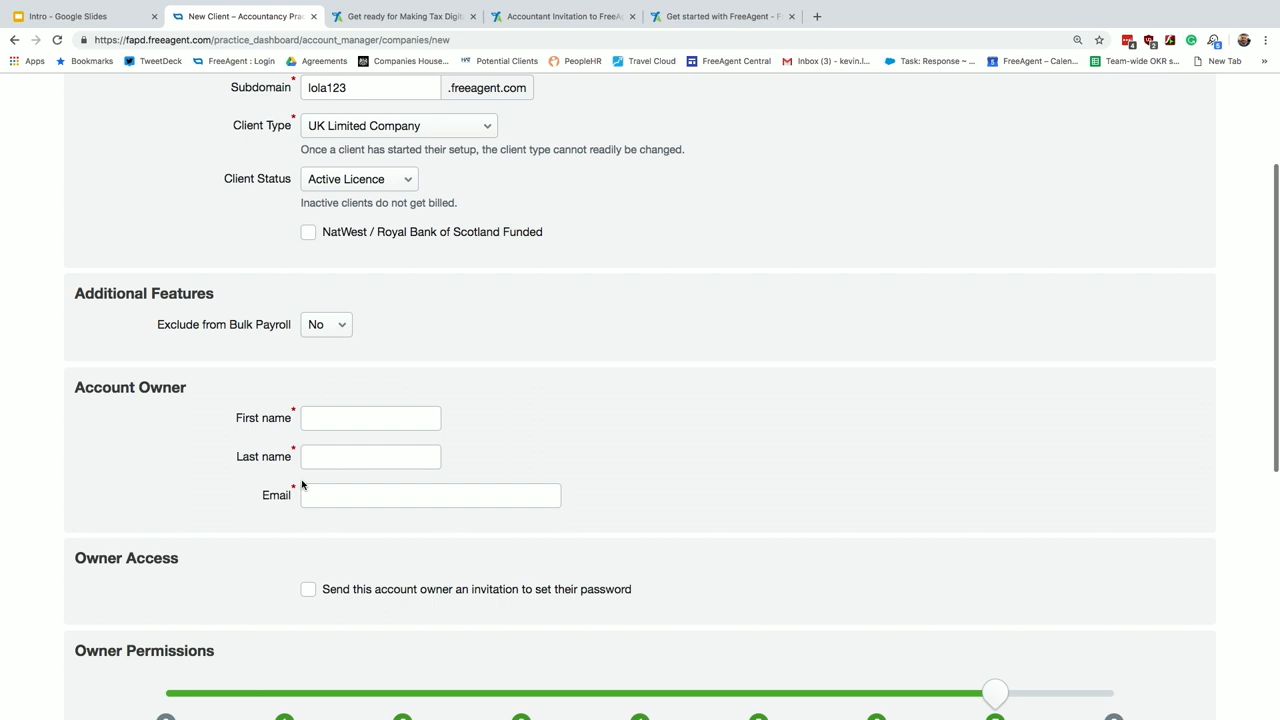 Intro - Google Slides
New Client – Accountancy Prac
Get ready for Making Tax Digit
Accountant Invitation to FreeAg
Get started with FreeAgent - F
https://fapd.freeagent.com/practice_dashboard/account_manager/companies/new
Apps Bookmarks TweetDeck FreeAgent : Login Agreements Companies House... Potential Clients PeopleHR Travel Cloud FreeAgent Central Inbox (3) - kevin.l... Task: Response ~ ... FreeAgent – Calen... Team-wide OKR s... New Tab »
Subdomain* lola123 .freeagent.com
Client Type* UK Limited Company
Once a client has started their setup, the client type cannot readily be changed.
Client Status Active Licence
Inactive clients do not get billed.
NatWest / Royal Bank of Scotland Funded
Additional Features
Exclude from Bulk Payroll No
Account Owner
First name*
Last name*
Email*
Owner Access
Send this account owner an invitation to set their password
Owner Permissions